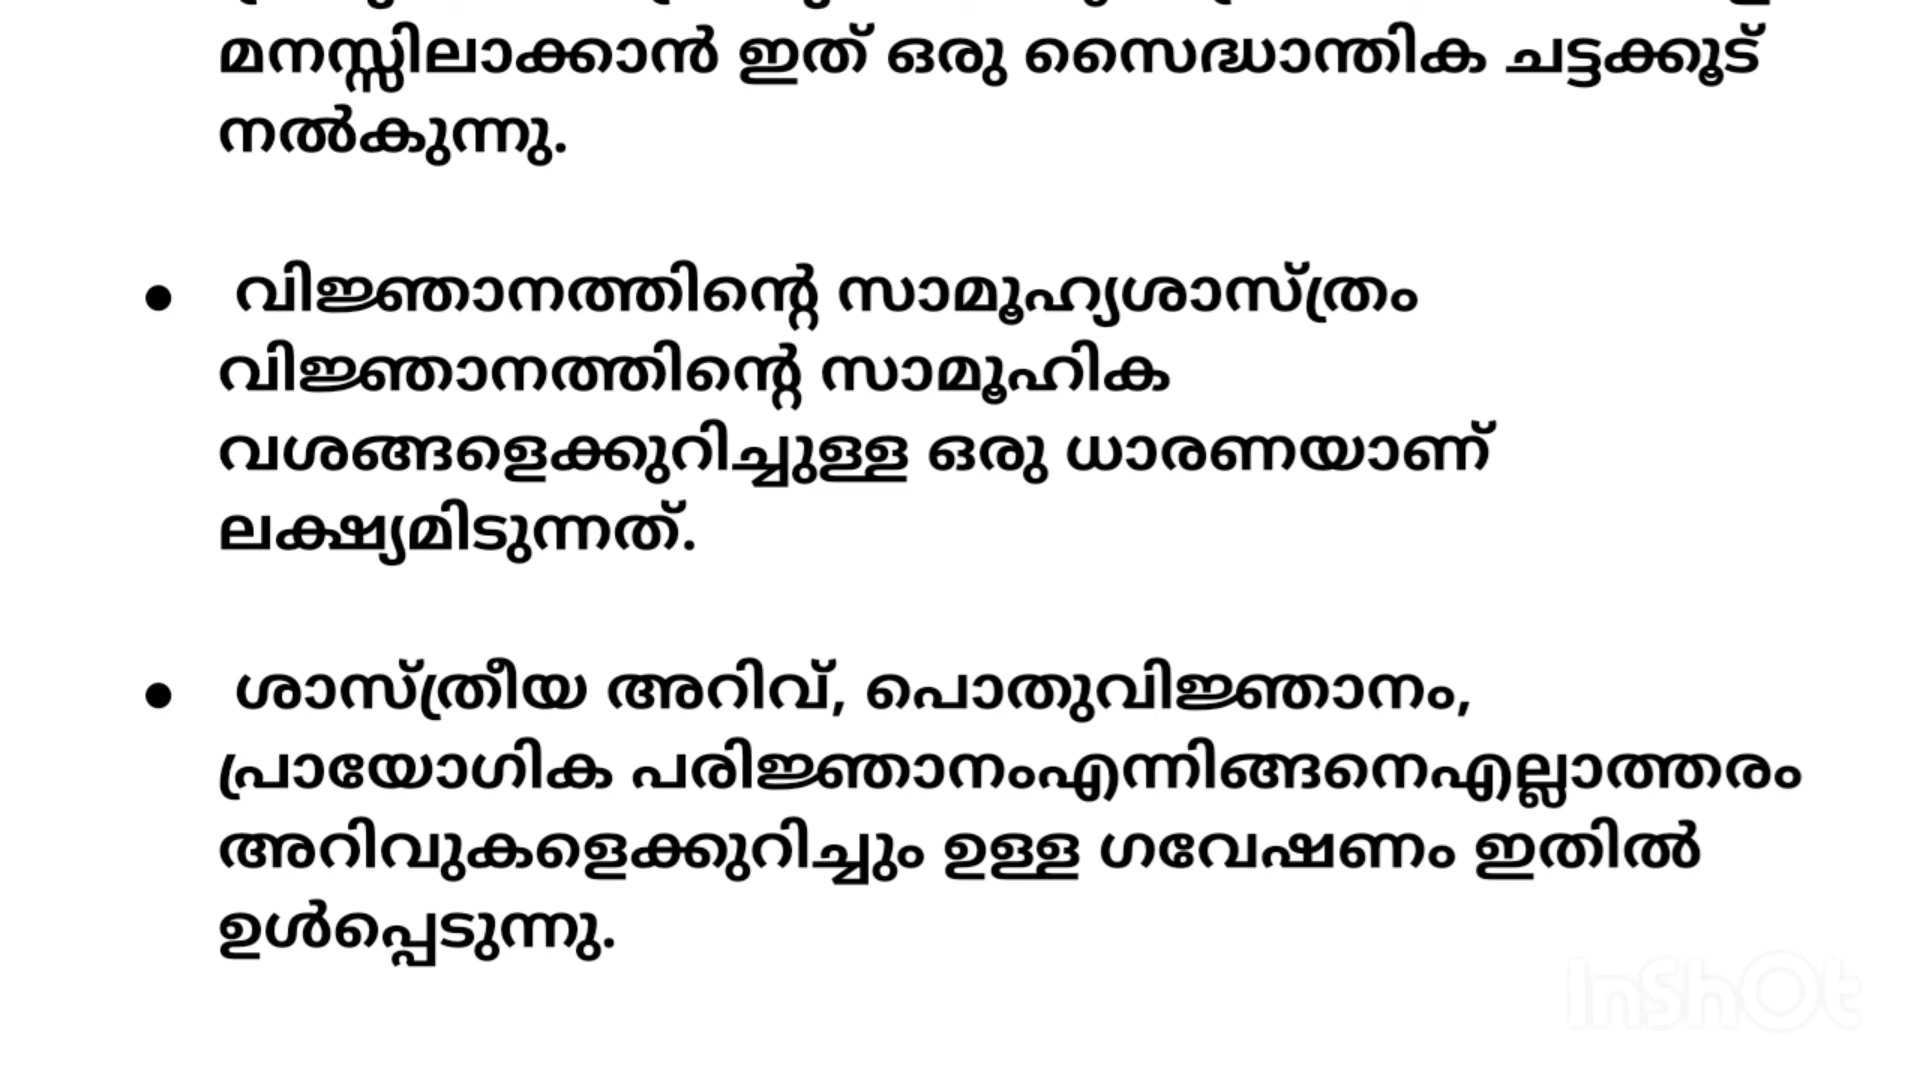 മനസ്സിലാക്കാൻ ഇത് ഒരു സൈദ്ധാന്തിക ചട്ടക്കൂട്
നൽകുന്നു.
● വിജ്ഞാനത്തിന്റെ സാമൂഹ്യശാസ്ത്രം
വിജ്ഞാനത്തിന്റെ സാമൂഹിക
വശങ്ങളെക്കുറിച്ചുള്ള ഒരു ധാരണയാണ്
ലക്ഷ്യമിടുന്നത്.
● ശാസ്ത്രീയ അറിവ്, പൊതുവിജ്ഞാനം,
പ്രായോഗിക പരിജ്ഞാനംഎന്നിങ്ങനെഎല്ലാത്തരം
അറിവുകളെക്കുറിച്ചും ഉള്ള ഗവേഷണം ഇതിൽ
ഉൾപ്പെടുന്നു.
InShOt